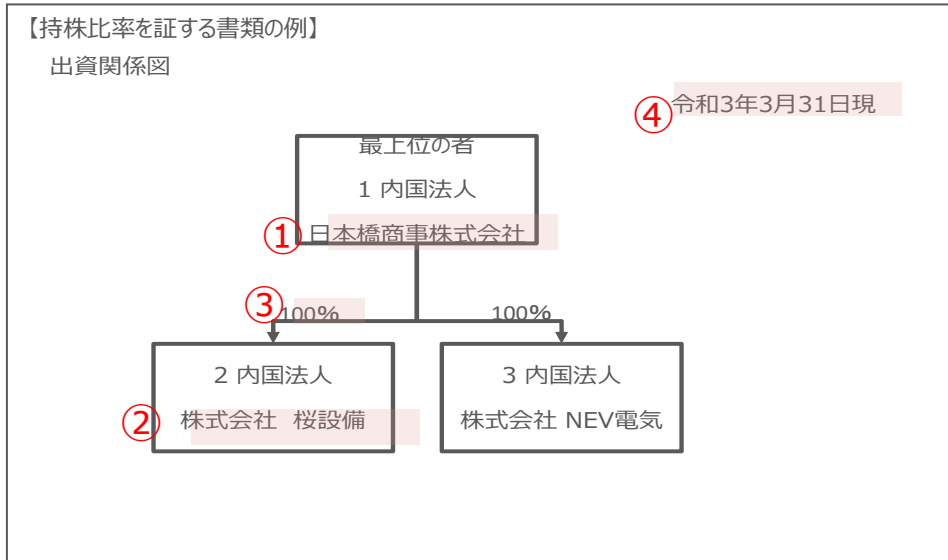 【持株比率を証する書類の例】
出資関係図
④ 令和3年3月31日現
最上位の者
1 内国法人
① 日本橋商事株式会社
③ 100% 100%
2 内国法人
② 株式会社 桜設備
3 内国法人
株式会社 NEV電気